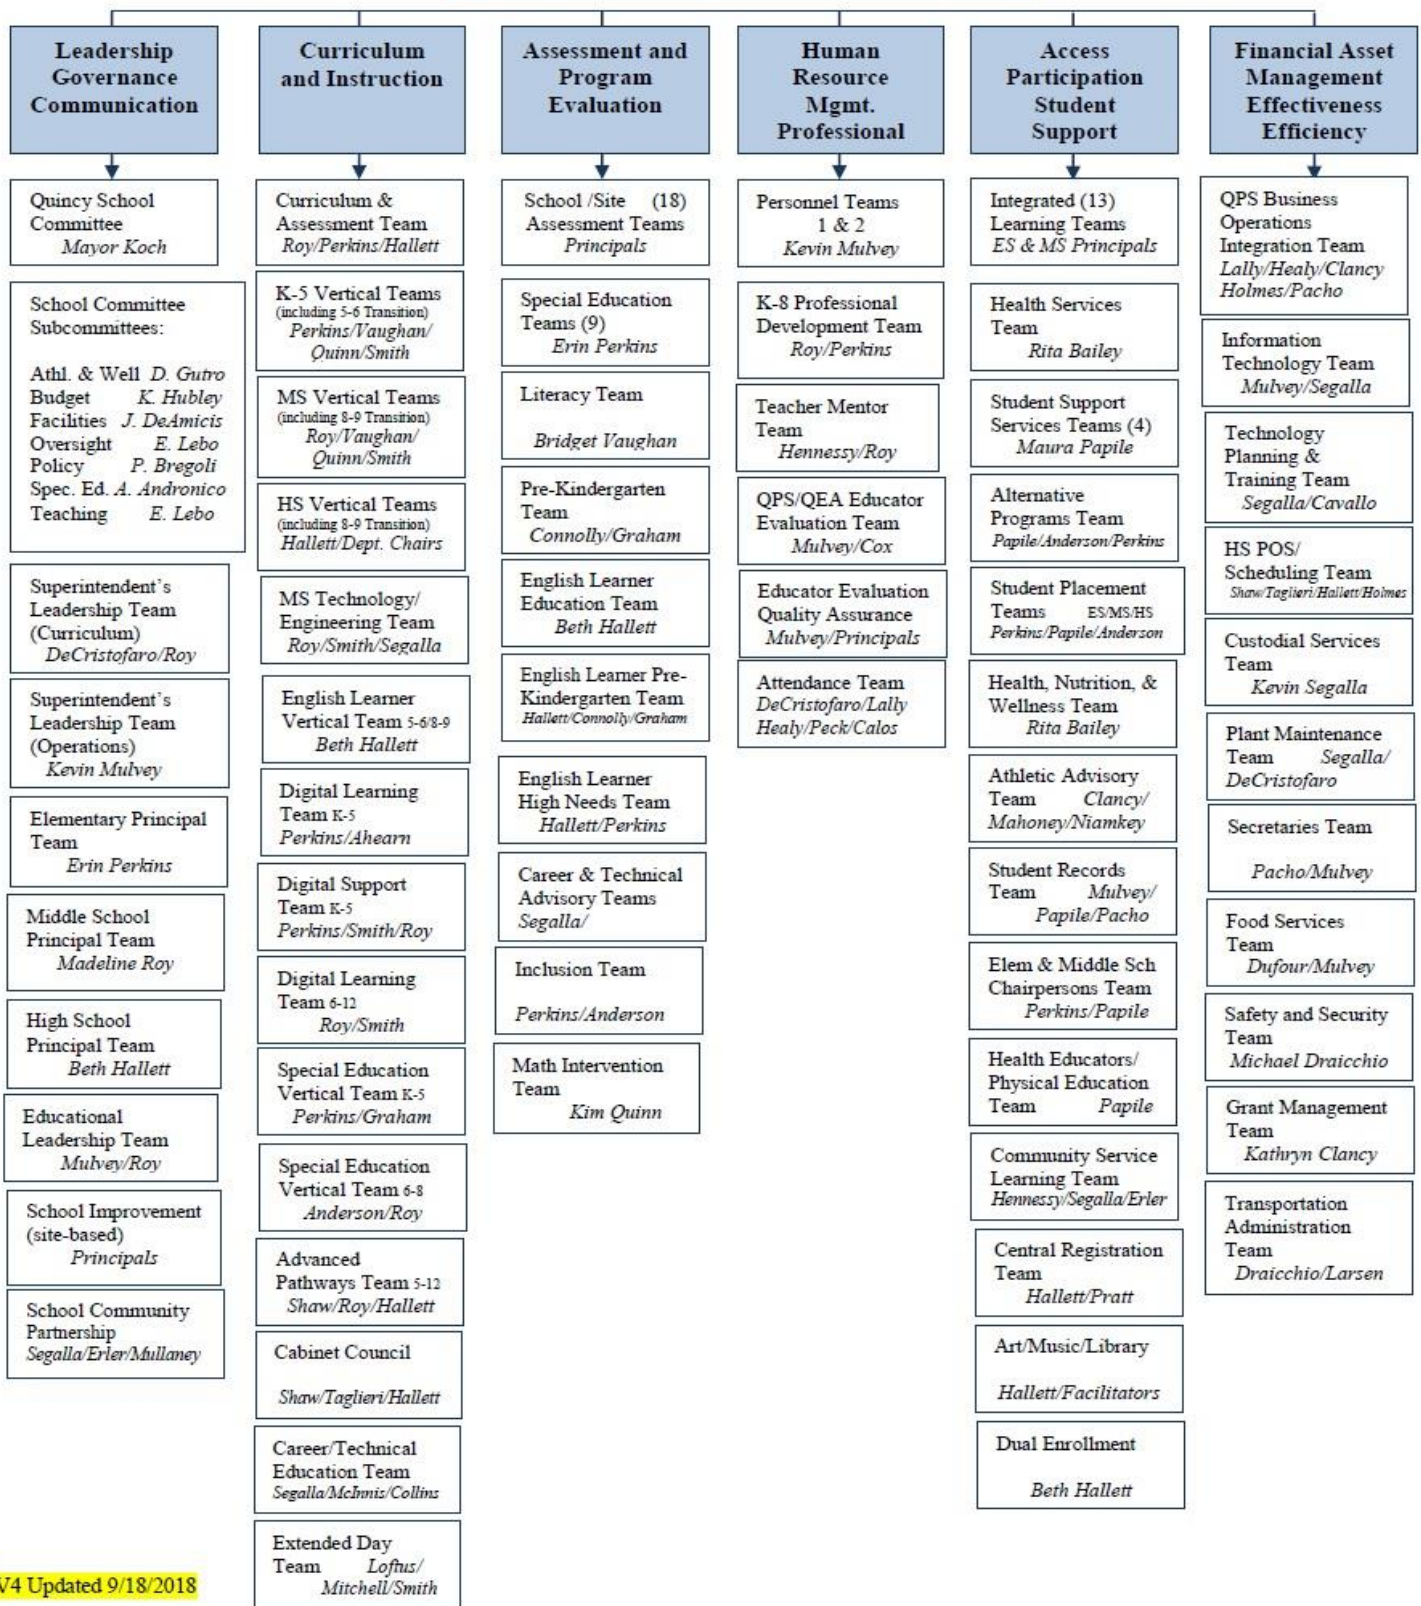 Leadership
Governance
Communication
Quincy School
Committee
Mayor Koch
School Committee
Subcommittees:
Athl. & Well D. Gutro
Budget K. Hubley
Facilities J. DeAmicis
Oversight E. Lebo
Policy P. Bregoli
Spec. Ed. A. Andronico
Teaching E. Lebo
Superintendent's
Leadership Team
(Curriculum)
DeCristofaro/Roy
Superintendent's
Leadership Team
(Operations)
Kevin Mulvey
Elementary Principal
Team
Erin Perkins
Middle School
Principal Team
Madeline Roy
High School
Principal Team
Beth Hallett
Educational
Leadership Team
Mulvey/Roy
School Improvement
(site-based)
Principals
School Community
Partnership
Segalla/Erler/Mullaney
Curriculum
and Instruction
Curriculum &
Assessment Team
Roy/Perkins/Hallett
K-5 Vertical Teams
(including 5-6 Transition)
Perkins/Vaughan/
Quinn/Smith
MS Vertical Teams
(including 8-9 Transition)
Roy/Vaughan/
Quinn/Smith
HS Vertical Teams
(including 8-9 Transition)
Hallett/Dept. Chairs
MS Technology/
Engineering Team
Roy/Smith/Segalla
English Learner
Vertical Team 5-6/8-9
Beth Hallett
Digital Learning
Team K-5
Perkins/Ahearn
Digital Support
Team K-5
Perkins/Smith/Roy
Digital Learning
Team 6-12
Roy/Smith
Special Education
Vertical Team K-5
Perkins/Graham
Special Education
Vertical Team 6-8
Anderson/Roy
Advanced
Pathways Team 5-12
Shaw/Roy/Hallett
Cabinet Council
Shaw/Taglieri/Hallett
Career/Technical
Education Team
Segalla/McInnis/Collins
Extended Day
Team Loftus/
Mitchell/Smith
Assessment and
Program
Evaluation
School /Site (18)
Assessment Teams
Principals
Special Education
Teams (9)
Erin Perkins
Literacy Team
Bridget Vaughan
Pre-Kindergarten
Team
Connolly/Graham
English Learner
Education Team
Beth Hallett
English Learner Pre-
Kindergarten Team
Hallett/Connolly/Graham
English Learner
High Needs Team
Hallett/Perkins
Career & Technical
Advisory Teams
Segalla/
Inclusion Team
Perkins/Anderson
Math Intervention
Team
Kim Quinn
Human
Resource
Mgmt.
Professional
Personnel Teams
1 & 2
Kevin Mulvey
K-8 Professional
Development Team
Roy/Perkins
Teacher Mentor
Team
Hennessy/Roy
QPS/QEA Educator
Evaluation Team
Mulvey/Cox
Educator Evaluation
Quality Assurance
Mulvey/Principals
Attendance Team
DeCristofaro/Lally
Healy/Peck/Calos
Access
Participation
Student
Support
Integrated (13)
Learning Teams
ES & MS Principals
Health Services
Team
Rita Bailey
Student Support
Services Teams (4)
Maura Papile
Alternative
Programs Team
Papile/Anderson/Perkins
Student Placement
Teams ES/MS/HS
Perkins/Papile/Anderson
Health, Nutrition, &
Wellness Team
Rita Bailey
Athletic Advisory
Team Clancy/
Mahoney/Niamkey
Student Records
Team Mulvey/
Papile/Pacho
Elem & Middle Sch
Chairpersons Team
Perkins/Papile
Health Educators/
Physical Education
Team Papile
Community Service
Learning Team
Hennessy/Segalla/Erler
Central Registration
Team
Hallett/Pratt
Art/Music/Library
Hallett/Facilitators
Dual Enrollment
Beth Hallett
Financial Asset
Management
Effectiveness
Efficiency
QPS Business
Operations
Integration Team
Lally/Healy/Clancy
Holmes/Pacho
Information
Technology Team
Mulvey/Segalla
Technology
Planning &
Training Team
Segalla/Cavallo
HS POS/
Scheduling Team
Shaw/Taglieri/Hallett/Holmes
Custodial Services
Team
Kevin Segalla
Plant Maintenance
Team Segalla/
DeCristofaro
Secretaries Team
Pacho/Mulvey
Food Services
Team
Dufour/Mulvey
Safety and Security
Team
Michael Draicchio
Grant Management
Team
Kathryn Clancy
Transportation
Administration
Team
Draicchio/Larsen
V4 Updated 9/18/2018